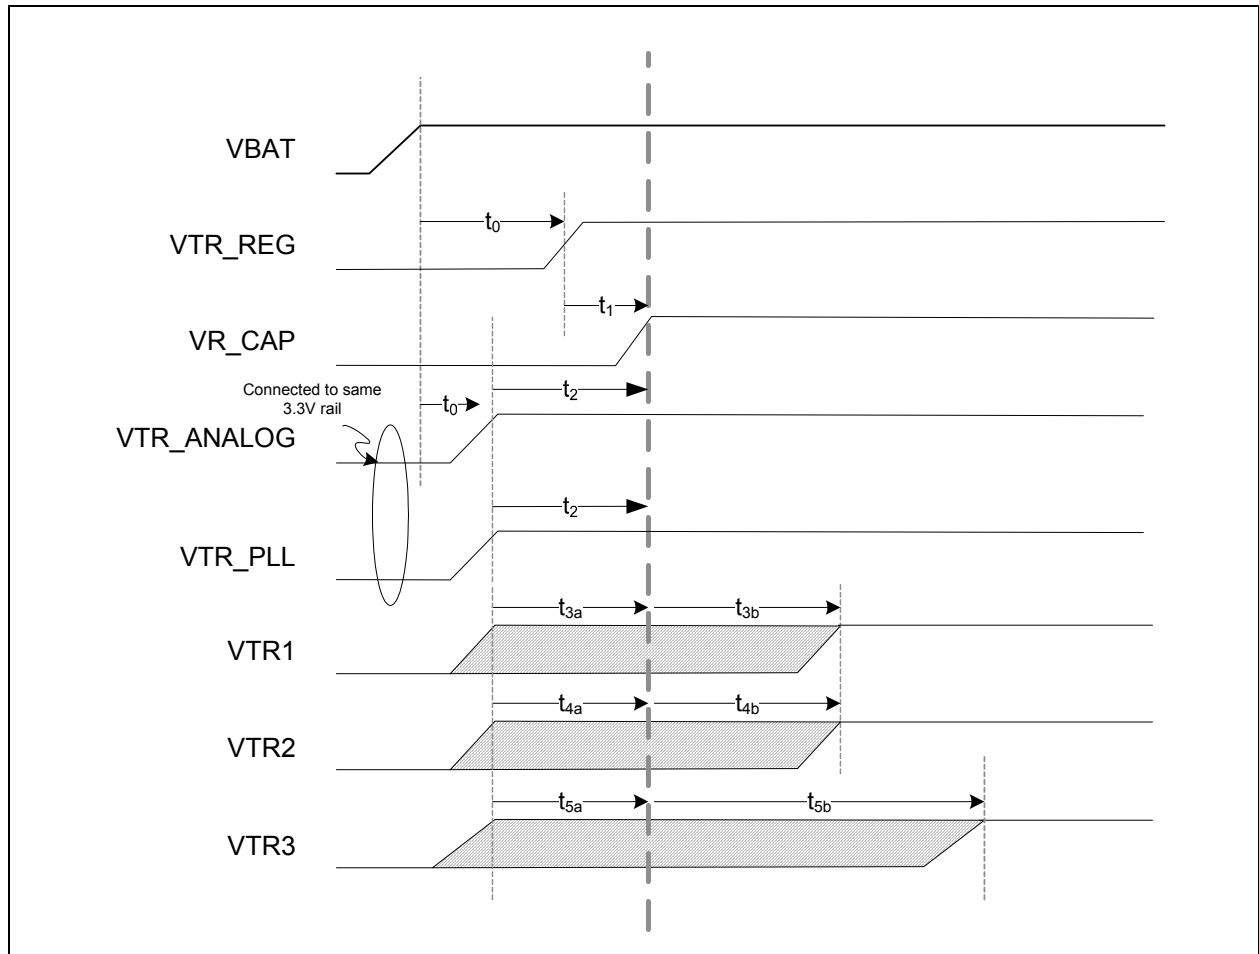 VBAT
t0
VTR_REG
t1
VR_CAP
Connected to same
3.3V rail
t0
t2
VTR_ANALOG
t2
VTR_PLL
t3a
t3b
VTR1
t4a
t4b
VTR2
t5a
t5b
VTR3